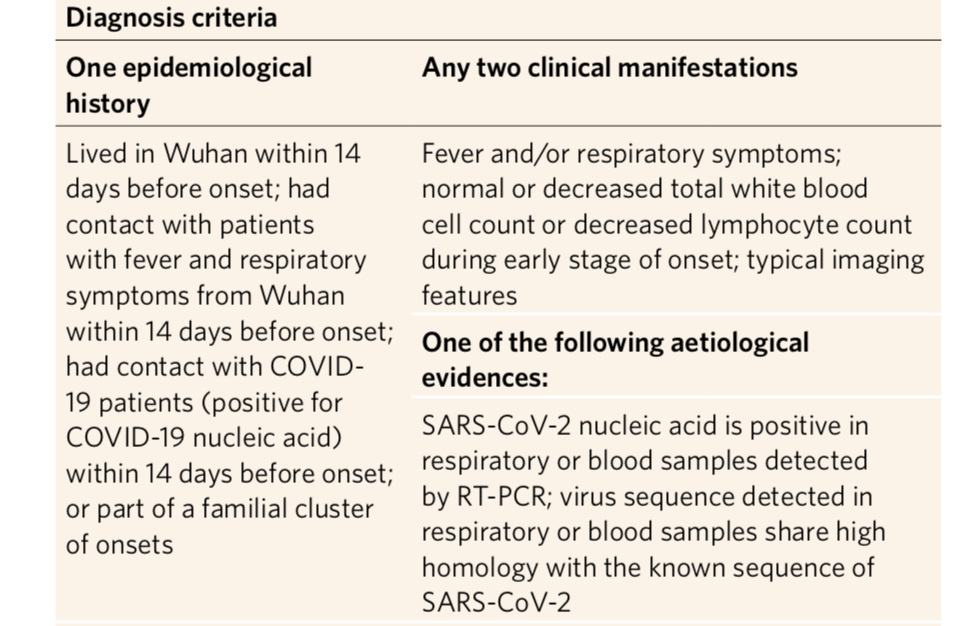 Diagnosis criteria
One epidemiological
history
Lived in Wuhan within 14
days before onset; had
contact with patients
with fever and respiratory
symptoms from Wuhan
within 14 days before onset;
had contact with COVID-
19 patients (positive for
COVID-19 nucleic acid)
within 14 days before onset;
or part of a familial cluster
of onsets
Any two clinical manifestations
Fever and/or respiratory symptoms;
normal or decreased total white blood
cell count or decreased lymphocyte count
during early stage of onset; typical imaging
features
One of the following aetiological
evidences:
SARS-CoV-2 nucleic acid is positive in
respiratory or blood samples detected
by RT-PCR; virus sequence detected in
respiratory or blood samples share high
homology with the known sequence of
SARS-CoV-2